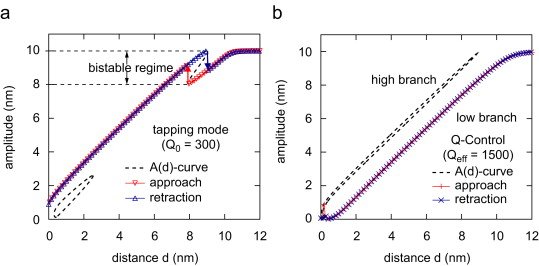 a
amplitude (nm)
12
10
8
6
4
2
0
bistable regime
tapping mode
(Q0 = 300)
A(d)-curve
approach
retraction
0 2 4 6 8 10 12
distance d (nm)
b
amplitude (nm)
12
10
8
6
4
2
0
high branch
low branch
Q-Control
(Qeff = 1500)
A(d)-curve
approach
retraction
0 2 4 6 8 10 12
distance d (nm)